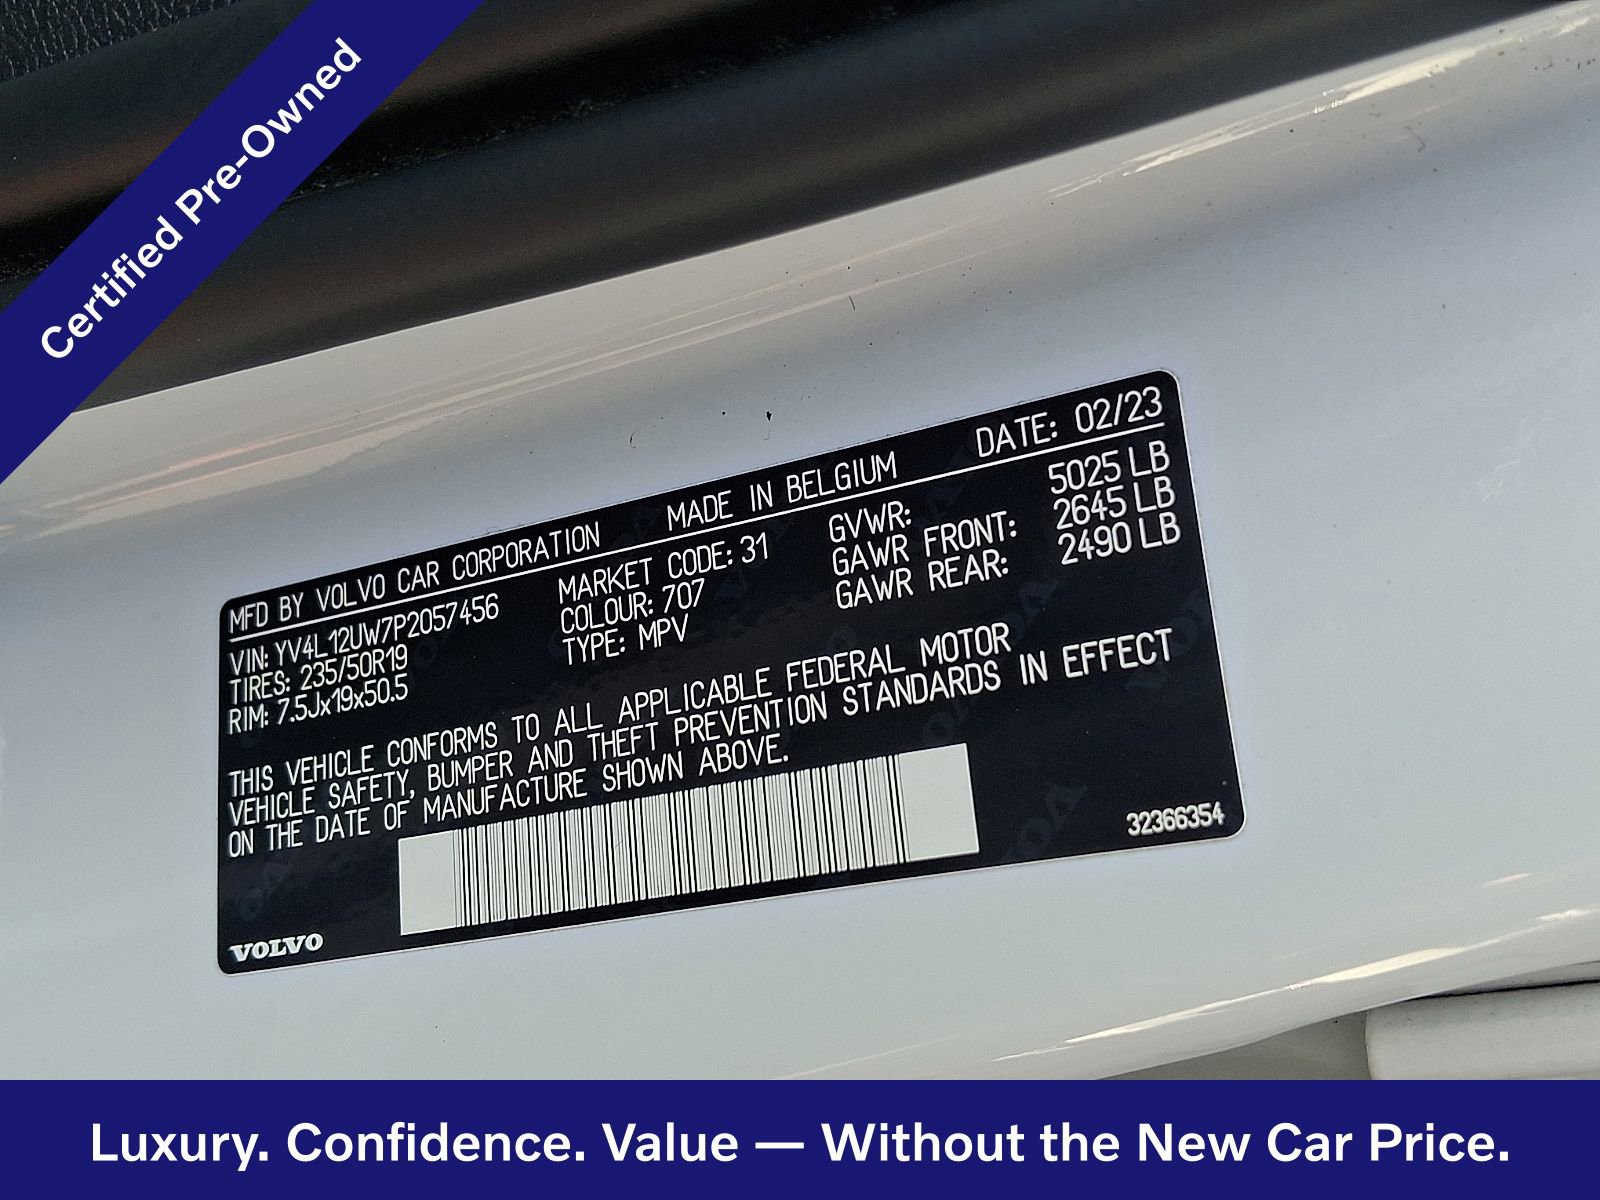 Certified Pre-Owned
MFD BY VOLVO CAR CORPORATION MADE IN BELGIUM DATE: 02/23
VIN: YV4L12UW7P2057456 MARKET CODE: 31 GVWR: 5025 LB
TIRES: 235/50R19 COLOUR: 707 GAWR FRONT: 2645 LB
RIM: 7.5Jx19x50.5 TYPE: MPV GAWR REAR: 2490 LB
THIS VEHICLE CONFORMS TO ALL APPLICABLE FEDERAL MOTOR
VEHICLE SAFETY, BUMPER AND THEFT PREVENTION STANDARDS IN EFFECT
ON THE DATE OF MANUFACTURE SHOWN ABOVE.
32366354
VOLVO
Luxury. Confidence. Value — Without the New Car Price.